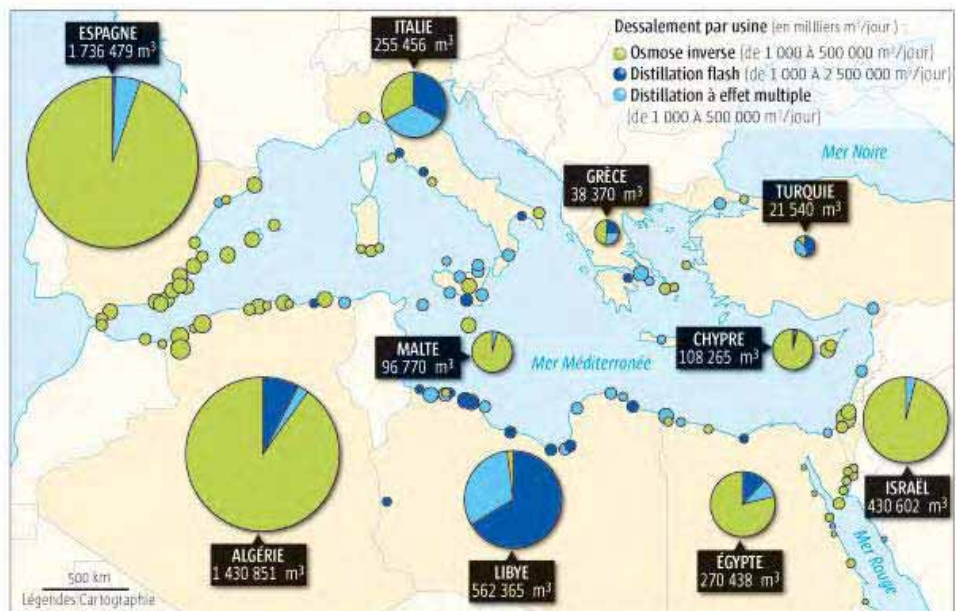 ESPAGNE
1 736 479 m³
ITALIE
255 456 m³
Dessalement par usine (en milliers m³/jour) :
Osmose inverse (de 1 000 à 500 000 m³/jour)
Distillation flash (de 1 000 à 2 500 000 m³/jour)
Distillation à effet multiple
(de 1 000 à 500 000 m³/jour)
Mer Noire
GRÈCE
38 370 m³
TURQUIE
21 540 m³
MALTE
96 770 m³
Mer Méditerranée
CHYPRE
108 265 m³
ALGÉRIE
1 430 851 m³
LIBYE
562 365 m³
ÉGYPTE
270 438 m³
ISRAËL
430 602 m³
Mer Rouge
500 km
Légendes Cartographie